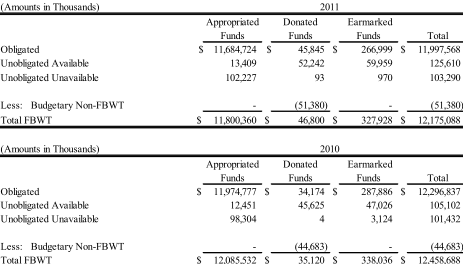 (Amounts in Thousands) 2011
Appropriated Donated Earmarked
Funds Funds Funds Total
Obligated $ 11,684,724 $ 45,845 $ 266,999 $ 11,997,568
Unobligated Available 13,409 52,242 59,959 125,610
Unobligated Unavailable 102,227 93 970 103,290
Less: Budgetary Non-FBWT - (51,380) - (51,380)
Total FBWT $ 11,800,360 $ 46,800 $ 327,928 $ 12,175,088
(Amounts in Thousands) 2010
Appropriated Donated Earmarked
Funds Funds Funds Total
Obligated $ 11,974,777 $ 34,174 $ 287,886 $ 12,296,837
Unobligated Available 12,451 45,625 47,026 105,102
Unobligated Unavailable 98,304 4 3,124 101,432
Less: Budgetary Non-FBWT - (44,683) - (44,683)
Total FBWT $ 12,085,532 $ 35,120 $ 338,036 $ 12,458,688